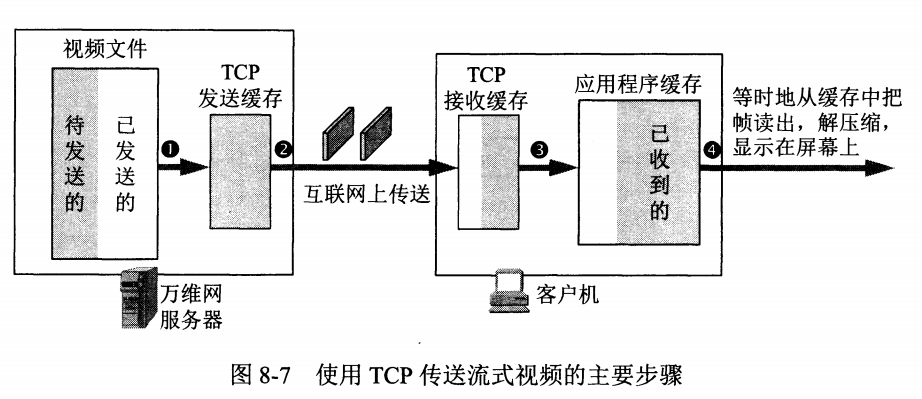 视频文件
待发送的
已发送的
❶
TCP
发送缓存
❷
互联网上传送
TCP
接收缓存
❸
应用程序缓存
已收到的
❹
等时地从缓存中把
帧读出，解压缩，
显示在屏幕上
万维网
服务器
客户机
图 8-7 使用 TCP 传送流式视频的主要步骤